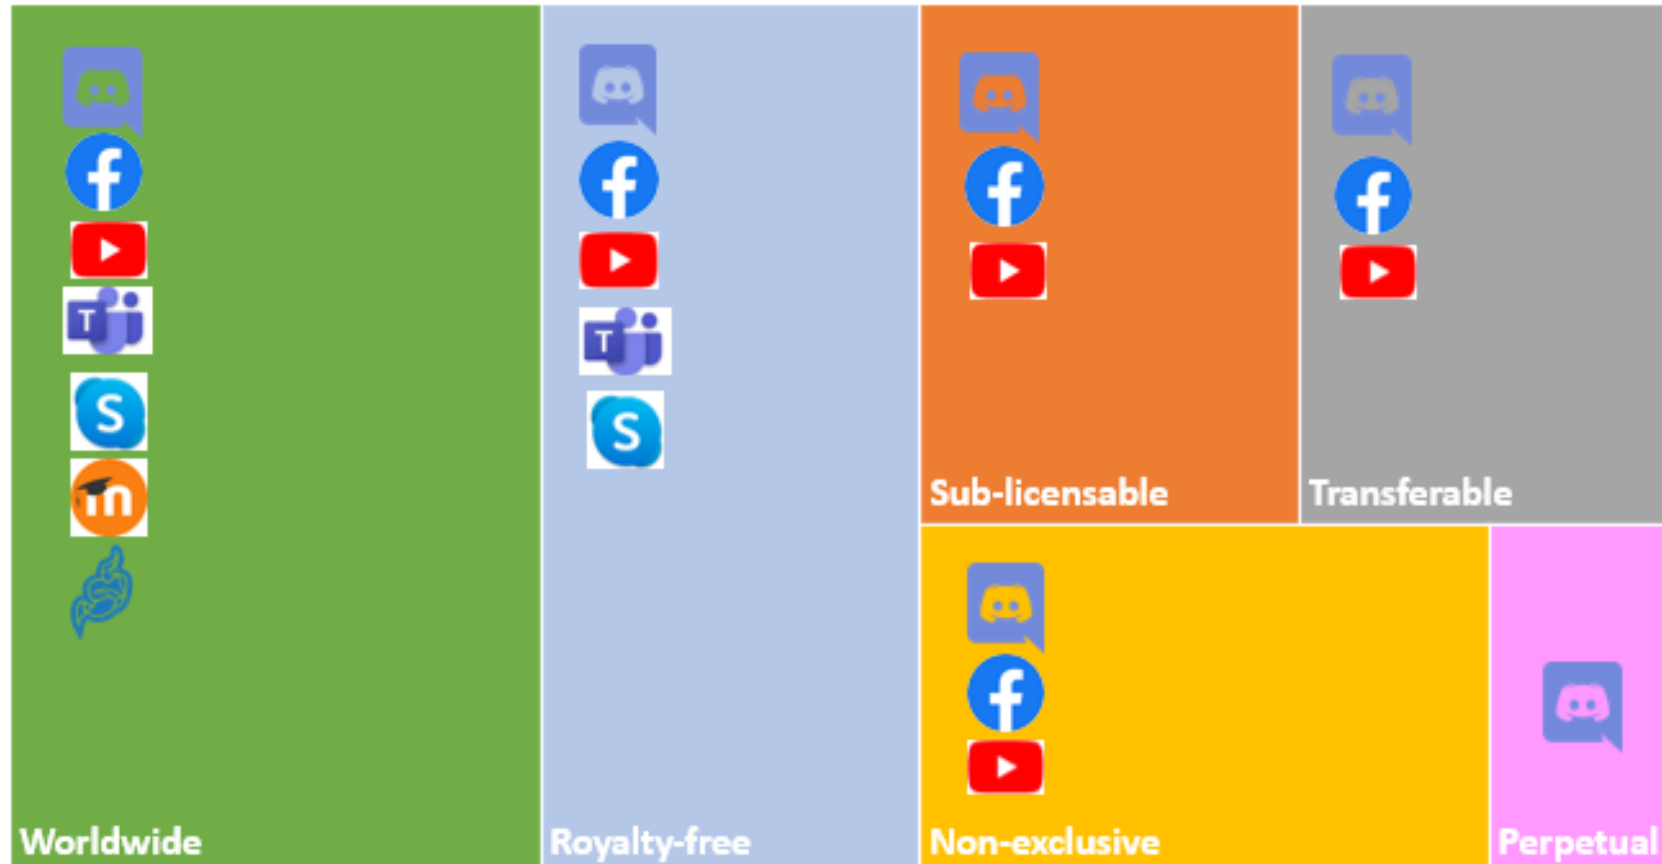 Worldwide
Royalty-free
Sub-licensable
Transferable
Non-exclusive
Perpetual